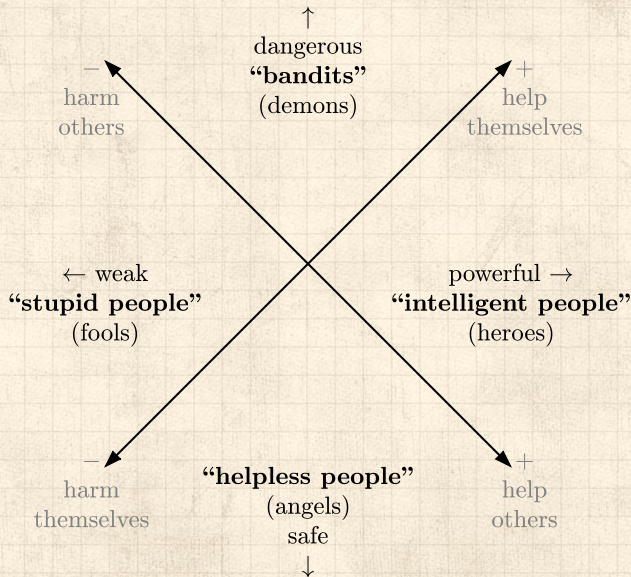 ↑
dangerous
“bandits”
(demons)
−
harm
others
+
help
themselves
← weak
“stupid people”
(fools)
powerful →
“intelligent people”
(heroes)
−
harm
themselves
“helpless people”
(angels)
safe
↓
+
help
others